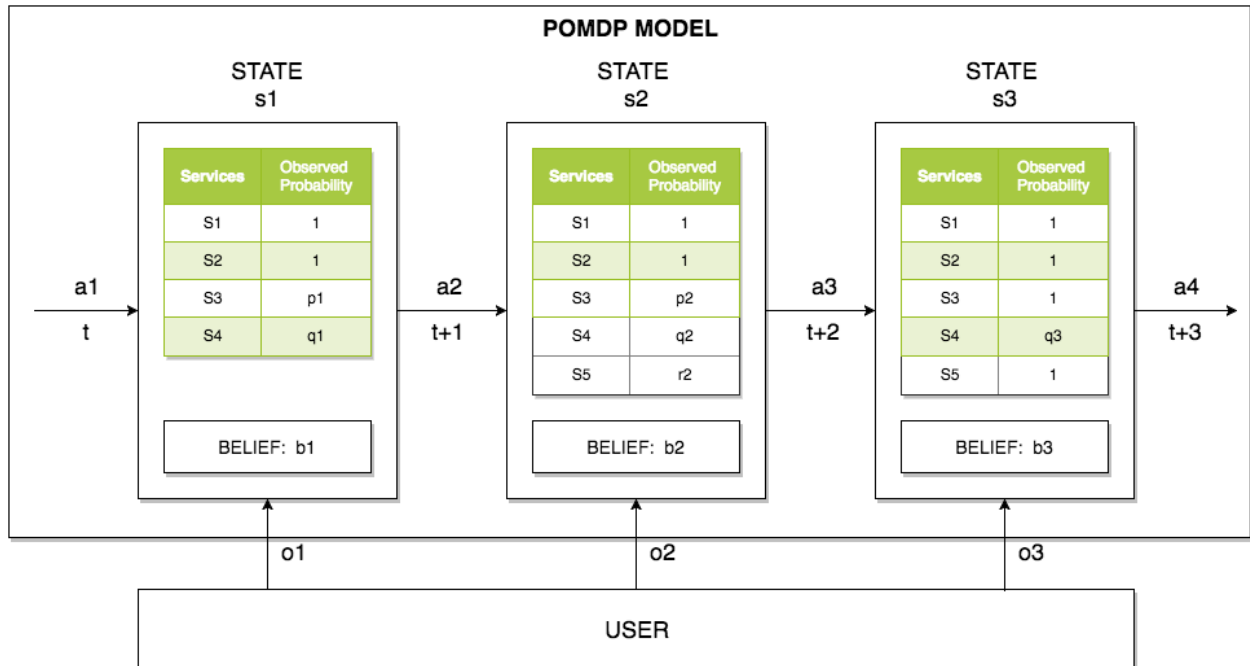 POMDP MODEL
STATE
s1
Services Observed Probability
S1 1
S2 1
S3 p1
S4 q1
BELIEF: b1
STATE
s2
Services Observed Probability
S1 1
S2 1
S3 p2
S4 q2
S5 r2
BELIEF: b2
STATE
s3
Services Observed Probability
S1 1
S2 1
S3 1
S4 q3
S5 1
BELIEF: b3
a1
t
a2
t+1
a3
t+2
a4
t+3
o1
o2
o3
USER